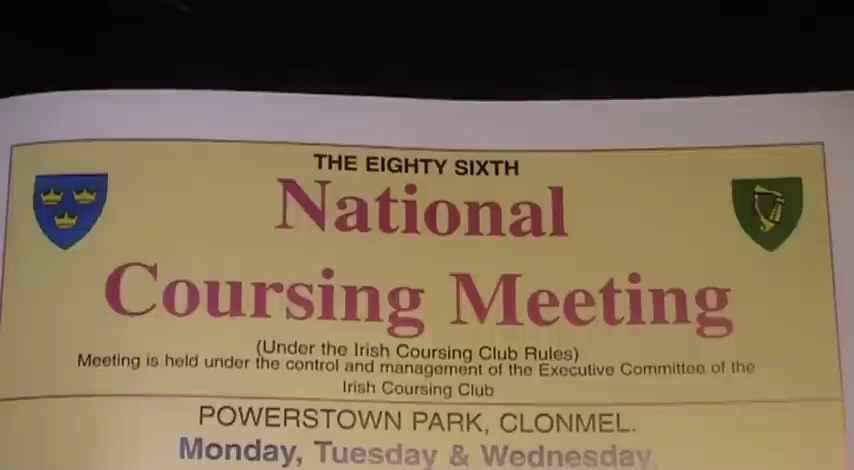 THE EIGHTY SIXTH
National
Coursing Meeting
(Under the Irish Coursing Club Rules)
Meeting is held under the control and management of the Executive Committee of the
Irish Coursing Club
POWERSTOWN PARK, CLONMEL.
Monday, Tuesday & Wednesday,